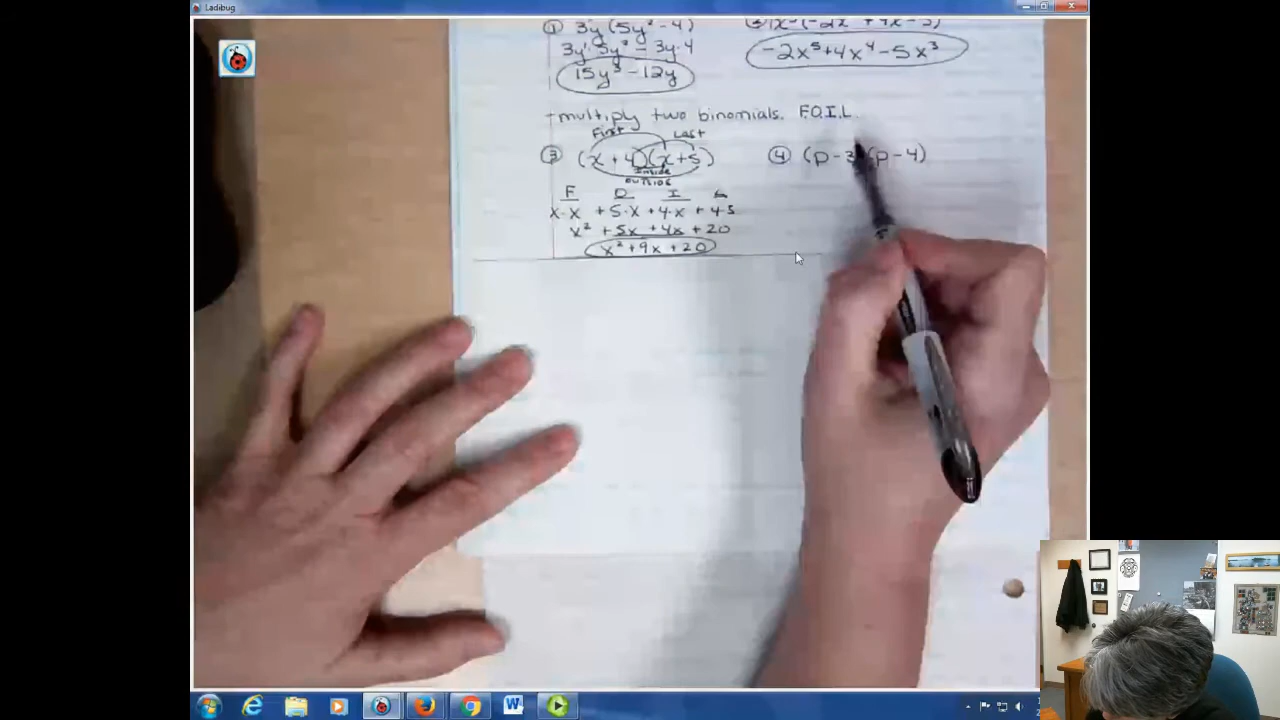 Ladibug
① 3y(5y² - 4)
3y·5y² - 3y·4
15y³ - 12y
-2x⁵+4x⁴-5x³
multiply two binomials. F.O.I.L.
First Last
③ (x + 4)(x + 5) ④ (p - 3)(p - 4)
Inside
outside
F O I L
x·x + 5·x + 4·x + 4·5
x² + 5x + 4x + 20
x² + 9x + 20